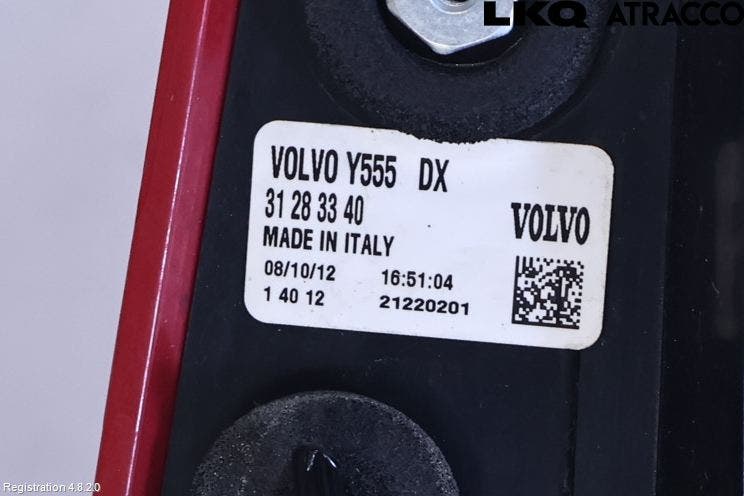 LKQ ATRACCO
VOLVO Y555 DX
31 28 33 40
VOLVO
MADE IN ITALY
08/10/12 16:51:04
1 40 12 21220201
Registration 4.8.2.0